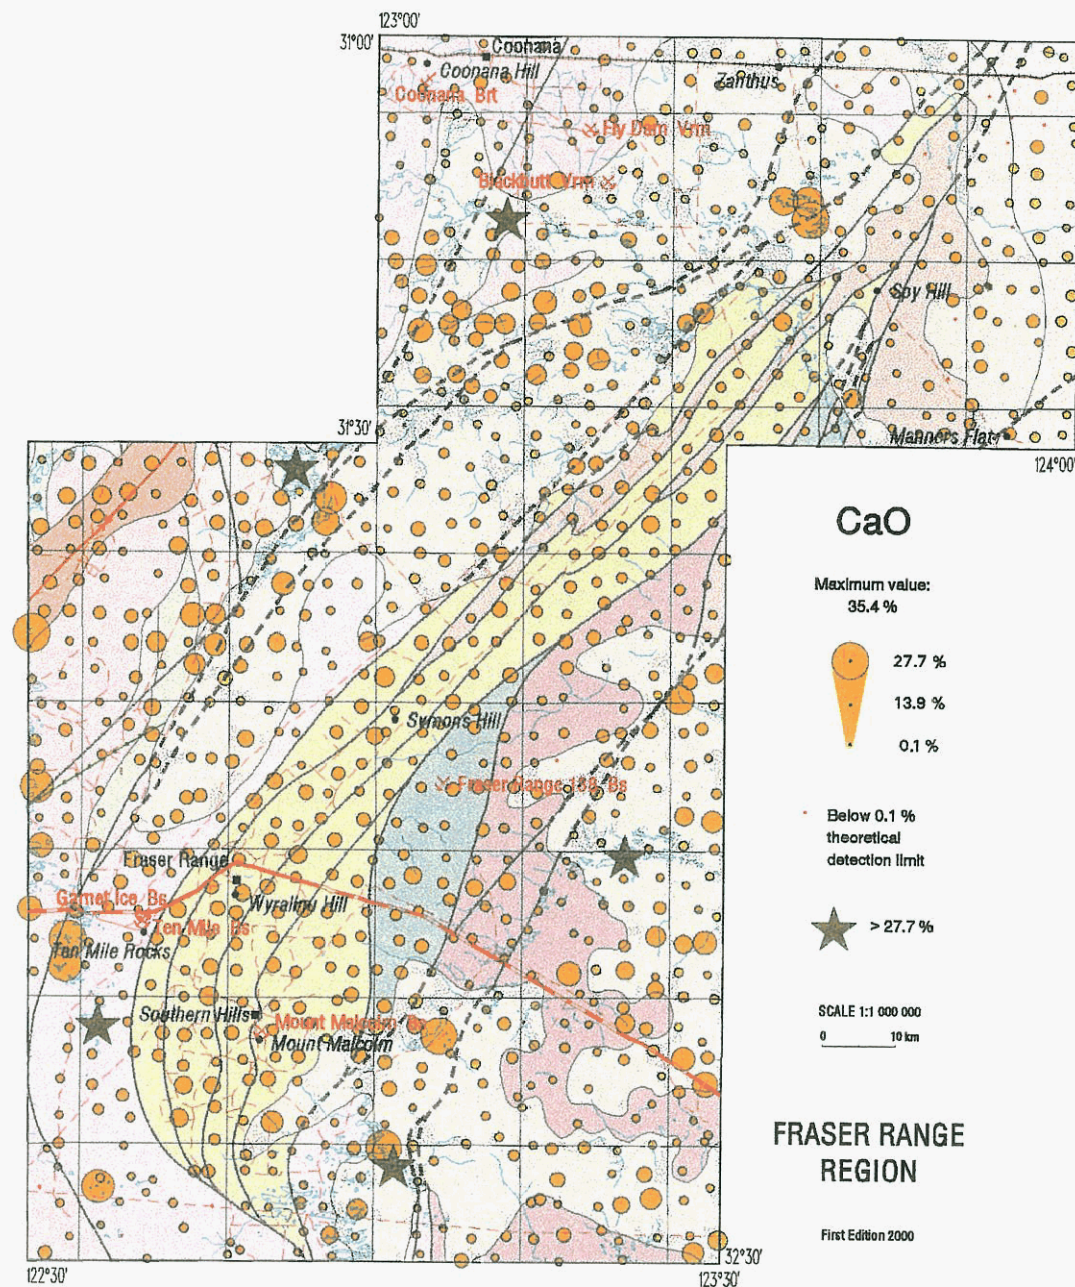 123°00'
31°00'
Coonana
Coonana Hill
Zanthus
Coonana Brt
Fly Dam Vrm
Blackbutt Vrm
Spy Hill
31°30'
Manners Flat
124°00'
CaO
Maximum value:
35.4 %
27.7 %
13.9 %
0.1 %
Symons Hill
Fraser Range 188 Bs
Below 0.1 %
theoretical
detection limit
Fraser Range
Wyralinu Hill
Garnet Ice Bs
Ten Mile Bs
Ten Mile Rocks
> 27.7 %
Southern Hills
Mount Malcolm Bs
Mount Malcolm
SCALE 1:1 000 000
0 10 km
FRASER RANGE
REGION
First Edition 2000
32°30'
122°30'
123°30'